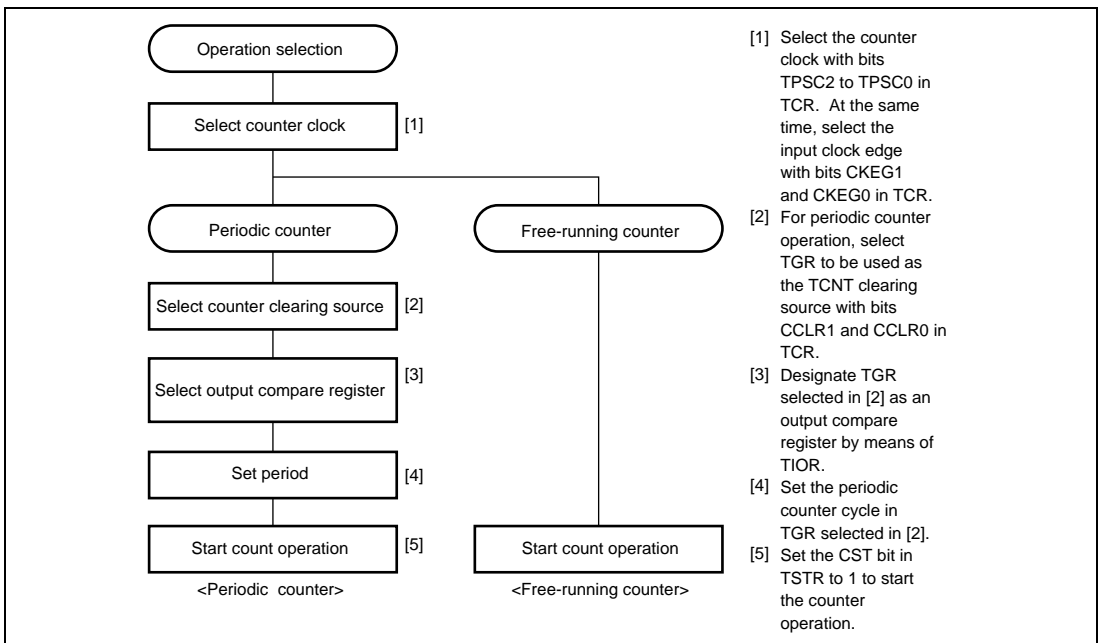 Operation selection
Select counter clock
[1]
Periodic counter
Free-running counter
Select counter clearing source
[2]
Select output compare register
[3]
Set period
[4]
Start count operation
[5]
Start count operation
<Periodic counter>
<Free-running counter>
[1] Select the counter
clock with bits
TPSC2 to TPSC0 in
TCR. At the same
time, select the
input clock edge
with bits CKEG1
and CKEG0 in TCR.
[2] For periodic counter
operation, select
TGR to be used as
the TCNT clearing
source with bits
CCLR1 and CCLR0 in
TCR.
[3] Designate TGR
selected in [2] as an
output compare
register by means of
TIOR.
[4] Set the periodic
counter cycle in
TGR selected in [2].
[5] Set the CST bit in
TSTR to 1 to start
the counter
operation.